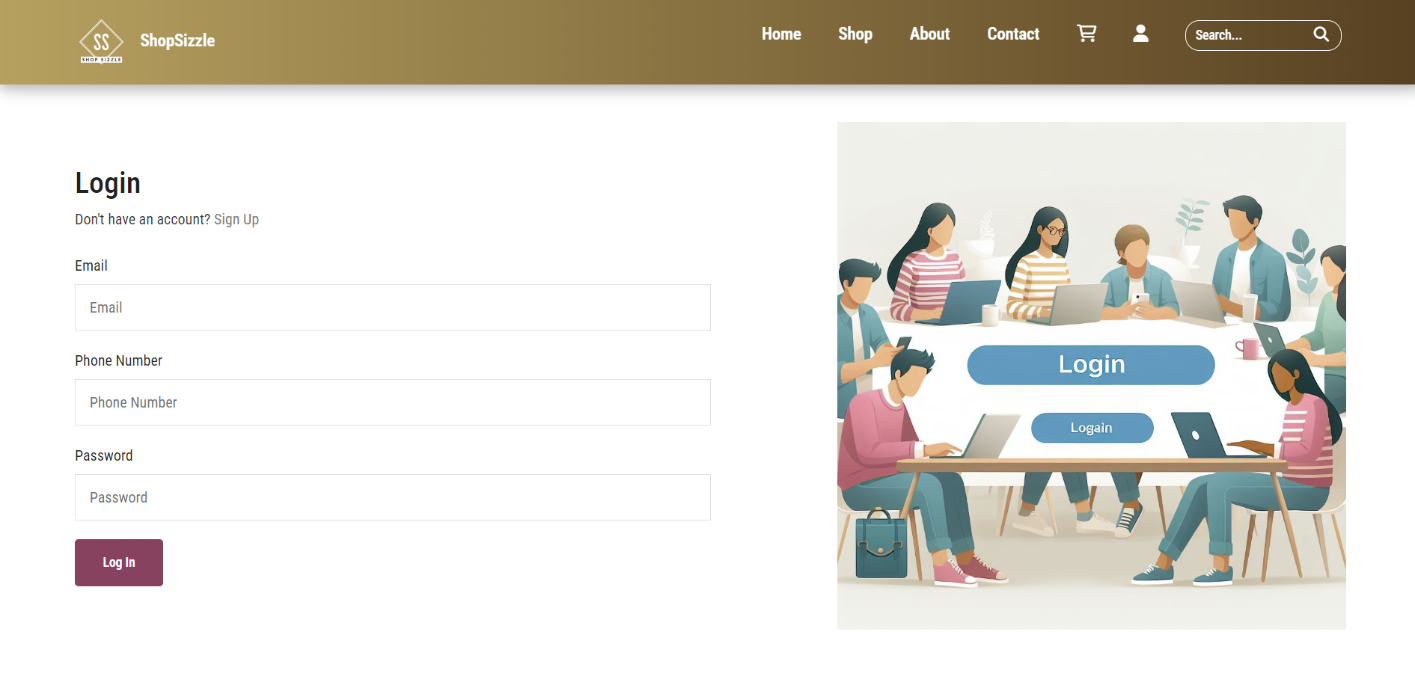 SS
SHOP SIZZLE
ShopSizzle
Home
Shop
About
Contact
Search...
Login
Don't have an account? Sign Up
Email
Email
Phone Number
Phone Number
Password
Password
Log In
Login
Logain